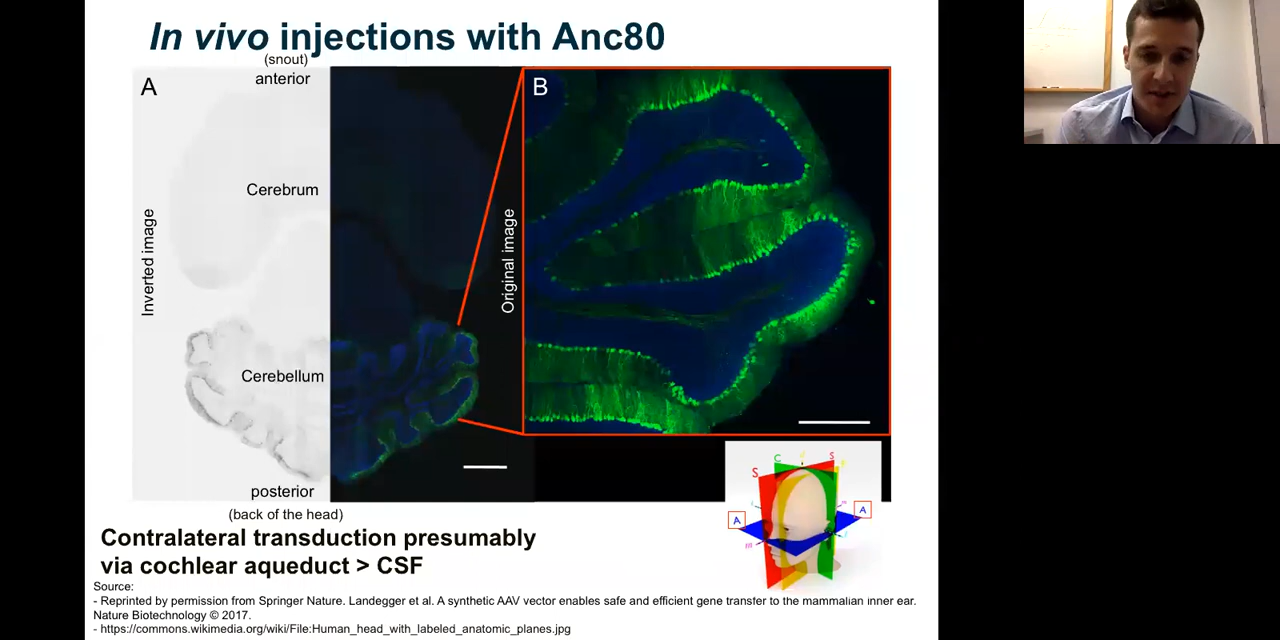 In vivo injections with Anc80
(snout)
anterior
A
B
Cerebrum
Inverted image
Original image
Cerebellum
posterior
(back of the head)
S
C
S
A
A
m
Contralateral transduction presumably
via cochlear aqueduct > CSF
Source:
- Reprinted by permission from Springer Nature. Landegger et al. A synthetic AAV vector enables safe and efficient gene transfer to the mammalian inner ear.
Nature Biotechnology © 2017.
- https://commons.wikimedia.org/wiki/File:Human_head_with_labeled_anatomic_planes.jpg